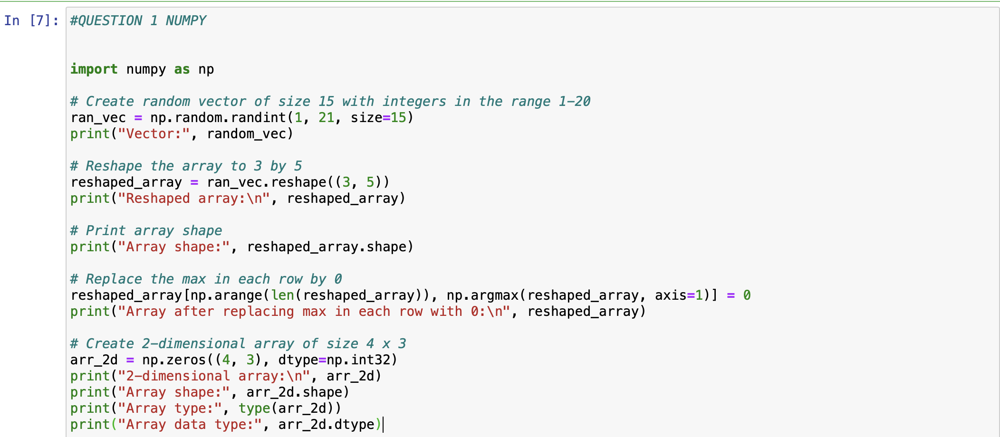 In [7]: #QUESTION 1 NUMPY
import numpy as np
# Create random vector of size 15 with integers in the range 1-20
ran_vec = np.random.randint(1, 21, size=15)
print("Vector:", random_vec)
# Reshape the array to 3 by 5
reshaped_array = ran_vec.reshape((3, 5))
print("Reshaped array:\n", reshaped_array)
# Print array shape
print("Array shape:", reshaped_array.shape)
# Replace the max in each row by 0
reshaped_array[np.arange(len(reshaped_array)), np.argmax(reshaped_array, axis=1)] = 0
print("Array after replacing max in each row with 0:\n", reshaped_array)
# Create 2-dimensional array of size 4 x 3
arr_2d = np.zeros((4, 3), dtype=np.int32)
print("2-dimensional array:\n", arr_2d)
print("Array shape:", arr_2d.shape)
print("Array type:", type(arr_2d))
print("Array data type:", arr_2d.dtype)